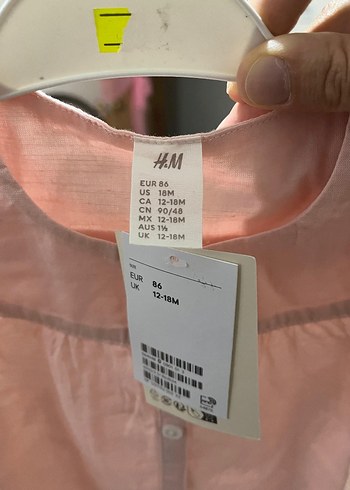 H&M
EUR 86
US 18M
CA 12-18M
CN 90/48
MX 12-18M
AUS 1½
UK 12-18M
EUR 86
UK 12-18M